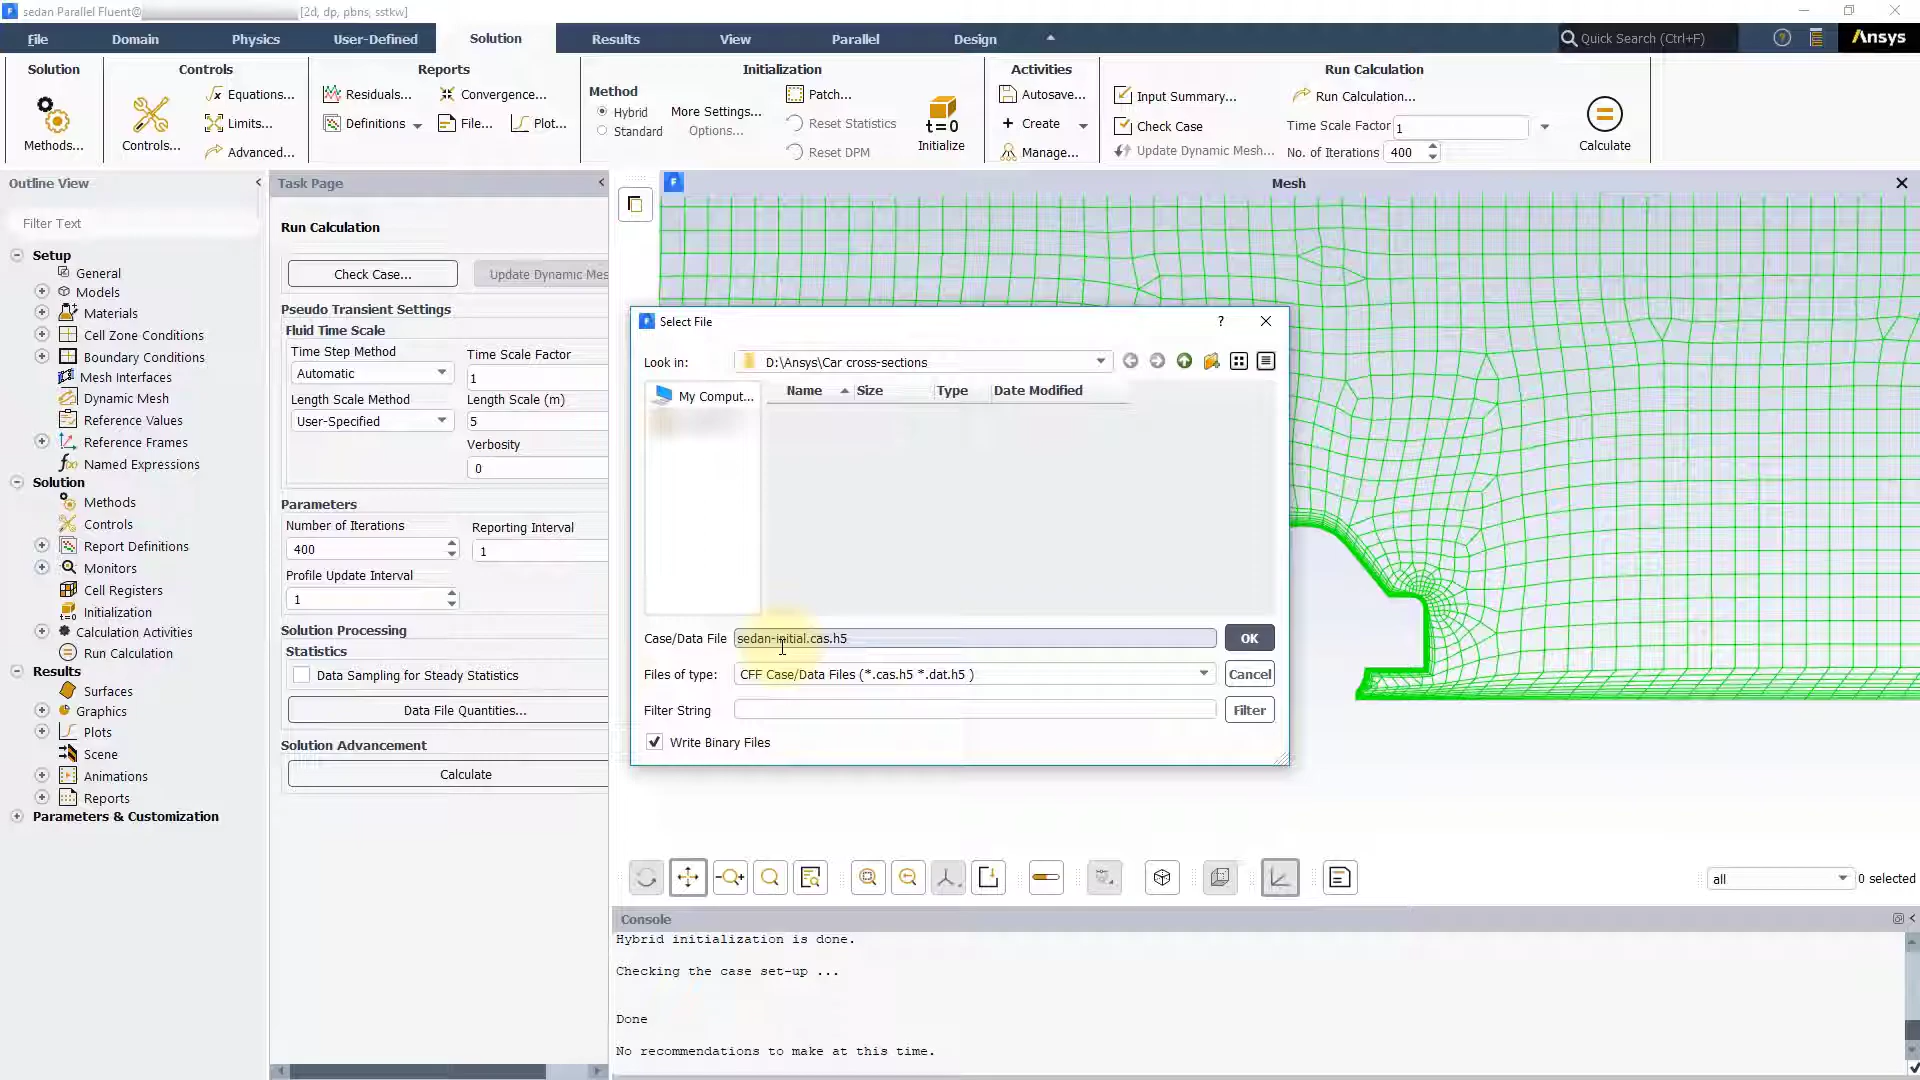 sedan Parallel Fluent@ [2d, dp, pbns, sstkw]
File Domain Physics User-Defined Solution Results View Parallel Design Quick Search (Ctrl+F) Ansys
Solution Controls Reports Initialization Activities Run Calculation
Methods...
Controls...
Equations...
Limits...
Advanced...
Residuals... Convergence...
Definitions File... Plot...
Method
Hybrid
Standard
More Settings...
Options...
Patch...
Reset Statistics
Reset DPM
t=0
Initialize
Autosave...
Create
Manage...
Input Summary...
Check Case
Update Dynamic Mesh...
Run Calculation...
Time Scale Factor 1
No. of Iterations 400
Calculate
Outline View
Filter Text
Setup
General
Models
Materials
Cell Zone Conditions
Boundary Conditions
Mesh Interfaces
Dynamic Mesh
Reference Values
Reference Frames
Named Expressions
Solution
Methods
Controls
Report Definitions
Monitors
Cell Registers
Initialization
Calculation Activities
Run Calculation
Results
Surfaces
Graphics
Plots
Scene
Animations
Reports
Parameters & Customization
Task Page
Run Calculation
Check Case... Update Dynamic Mes
Pseudo Transient Settings
Fluid Time Scale
Time Step Method Time Scale Factor
Automatic 1
Length Scale Method Length Scale (m)
User-Specified 5
Verbosity
0
Parameters
Number of Iterations Reporting Interval
400 1
Profile Update Interval
1
Solution Processing
Statistics
Data Sampling for Steady Statistics
Data File Quantities...
Solution Advancement
Calculate
Mesh
Select File
Look in: D:\Ansys\Car cross-sections
My Comput...
Name Size Type Date Modified
Case/Data File sedan-initial.cas.h5 OK
Files of type: CFF Case/Data Files (*.cas.h5 *.dat.h5 ) Cancel
Filter String Filter
Write Binary Files
all 0 selected
Console
Hybrid initialization is done.
Checking the case set-up ...
Done
No recommendations to make at this time.